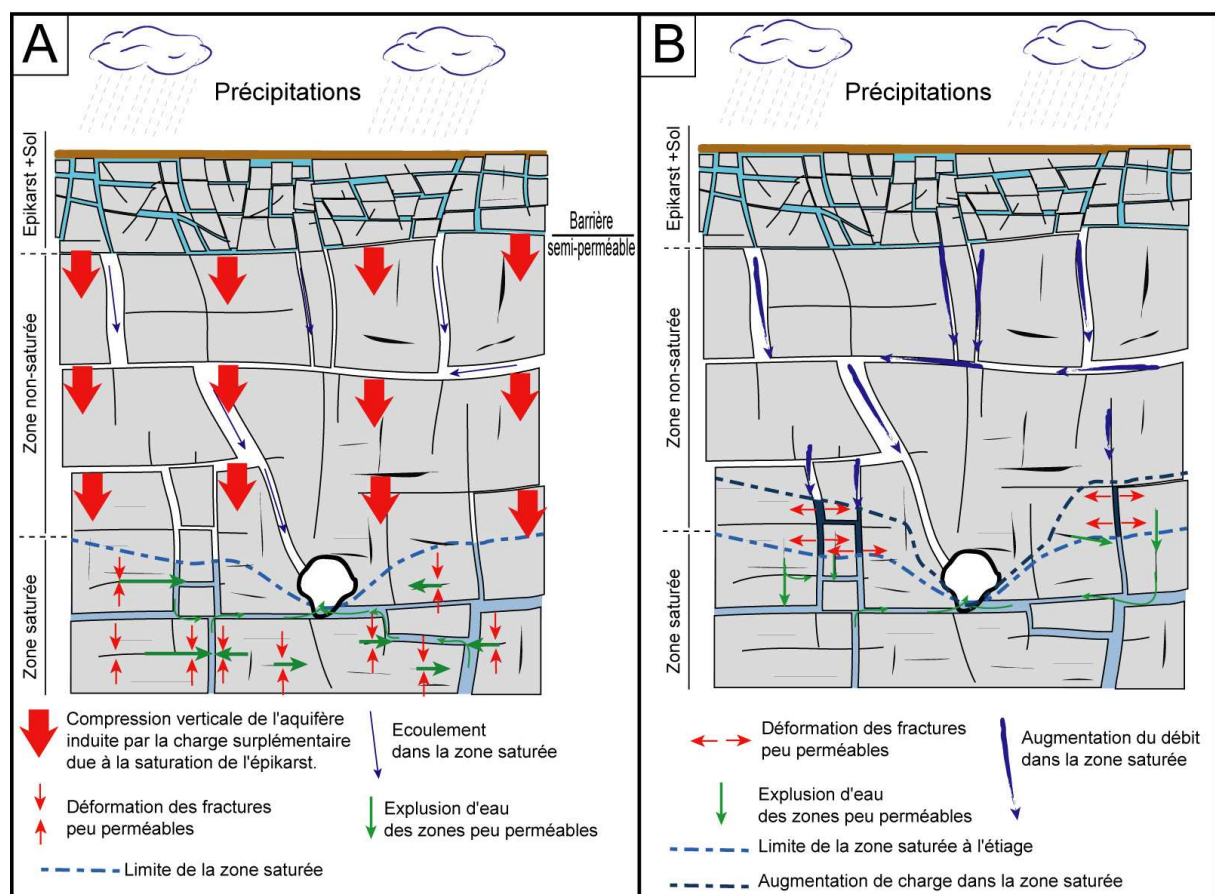 A
Précipitations
Epikarst +Sol
Zone non-saturée
Zone saturée
Barrière
semi-perméable
Compression verticale de l'aquifère
induite par la charge surplémentaire
due à la saturation de l'épikarst.
Ecoulement
dans la zone saturée
Déformation des fractures
peu perméables
Explusion d'eau
des zones peu perméables
Limite de la zone saturée
B
Précipitations
Epikarst +Sol
Zone non-saturée
Zone saturée
Déformation des fractures
peu perméables
Augmentation du débit
dans la zone saturée
Explusion d'eau
des zones peu perméables
Limite de la zone saturée à l'étiage
Augmentation de charge dans la zone saturée